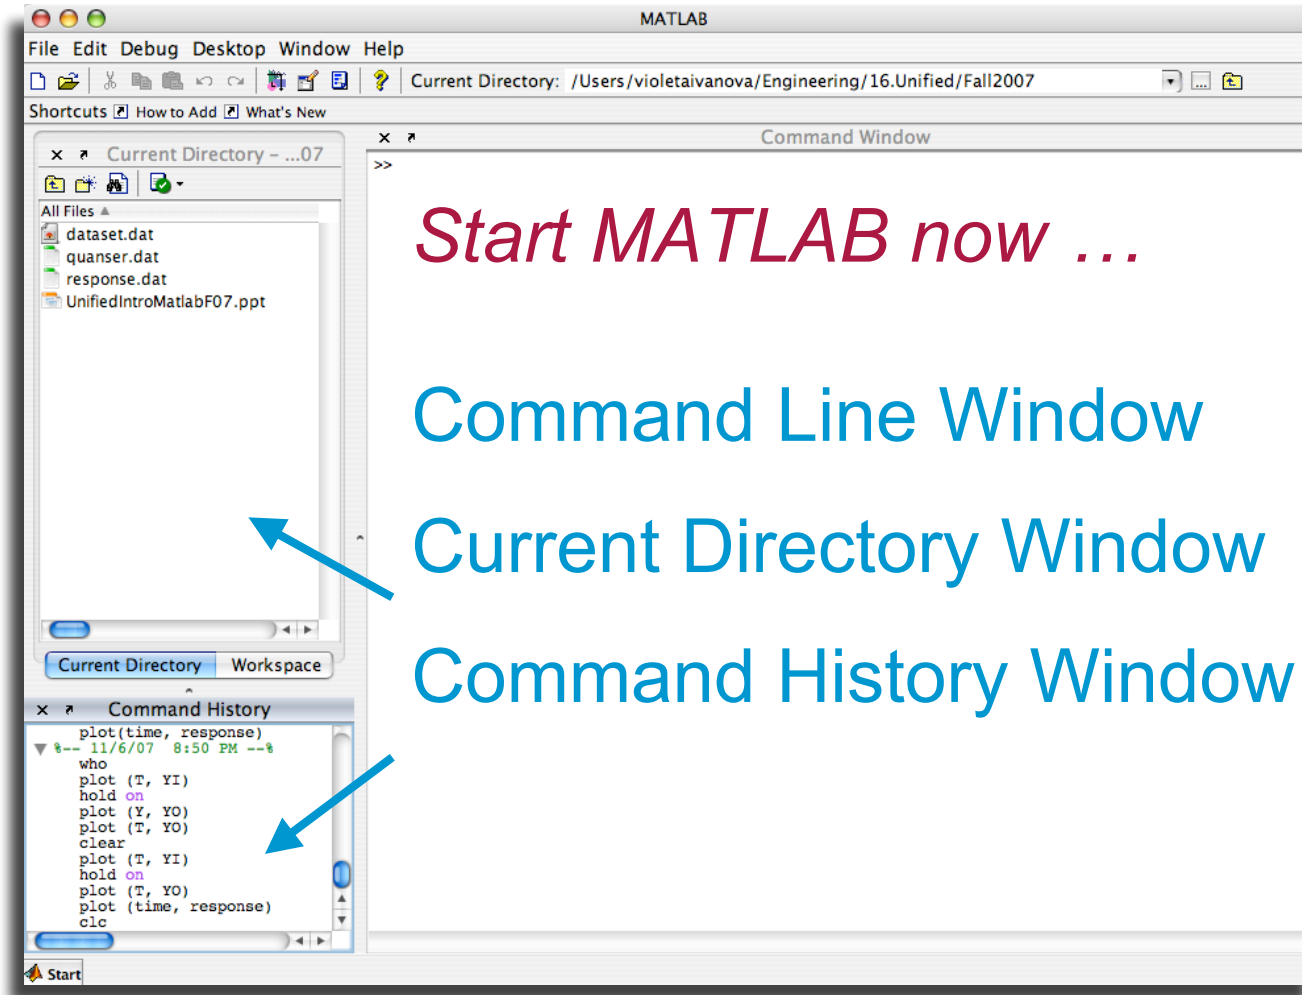 MATLAB
File Edit Debug Desktop Window Help
Current Directory: /Users/violetaivanova/Engineering/16.Unified/Fall2007
Shortcuts How to Add What's New
Current Directory – ...07
All Files
dataset.dat
quanser.dat
response.dat
UnifiedIntroMatlabF07.ppt
Current Directory Workspace
Command History
plot(time, response)
%-- 11/6/07 8:50 PM --%
who
plot (T, YI)
hold on
plot (Y, YO)
plot (T, YO)
clear
plot (T, YI)
hold on
plot (T, YO)
plot (time, response)
clc
Command Window
>>
Start MATLAB now …
Command Line Window
Current Directory Window
Command History Window
Start